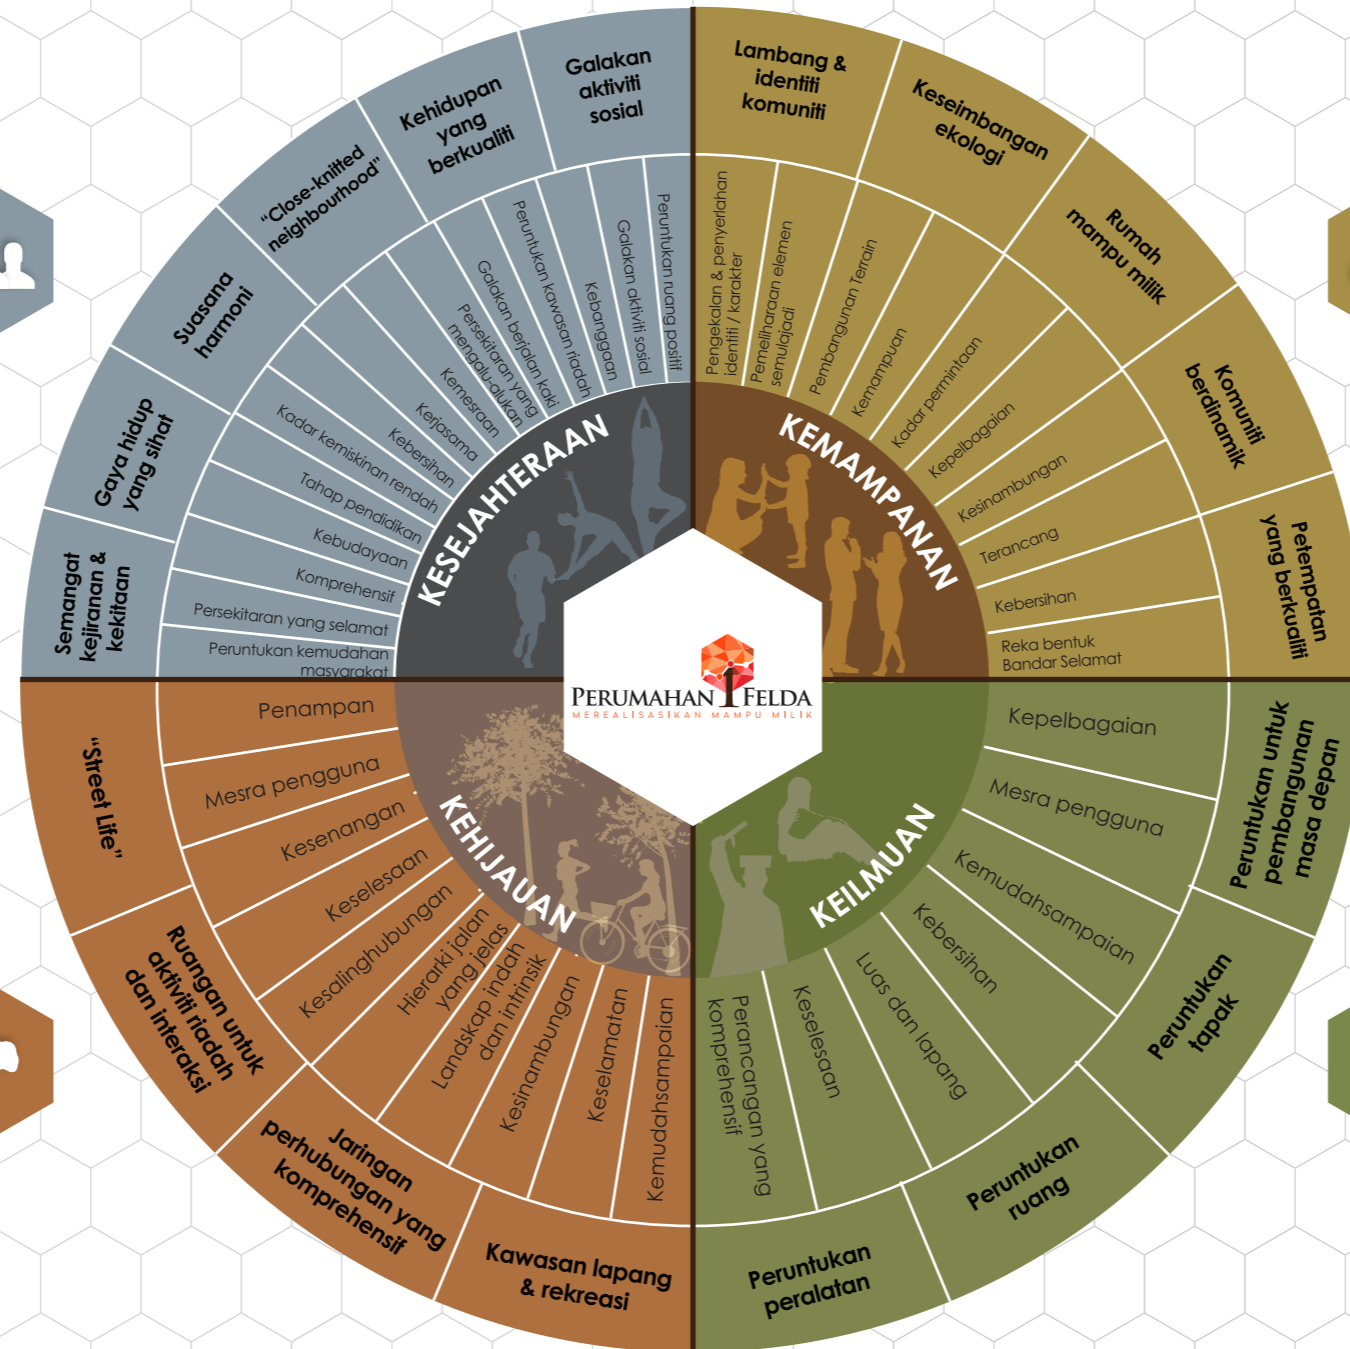 Galakan
aktiviti
sosial
Kehidupan
yang
berkualiti
"Close-knitted
neighbourhood"
Suasana
harmoni
Gaya hidup
yang sihat
Semangat
kejiranan &
kekitaan
Peruntukan ruang positif
Galakan aktiviti sosial
Kebanggaan
Peruntukan kawasan riadah
Galakan berjalan kaki
Persekitaran yang
mengalu-alukan
Kemesraan
Kerjasama
Kebersihan
Kadar kemiskinan rendah
Tahap pendidikan
Kebudayaan
Komprehensif
Persekitaran yang selamat
Peruntukan kemudahan
masyarakat
KESEJAHTERAAN
Lambang &
identiti
komuniti
Keseimbangan
ekologi
Rumah
mampu milik
Komuniti
berdinamik
Petempatan
yang berkualiti
Pengekalan & penyerlahan
identiti / karakter
Pemeliharaan elemen
semulajadi
Pembangunan Terrain
Kemampuan
Kadar permintaan
Kepelbagaian
Kesinambungan
Terancang
Kebersihan
Reka bentuk
Bandar Selamat
KEMAMPANAN
PERUMAHAN 1 FELDA
MEREALISASIKAN MAMPU MILIK
"Street Life"
Ruangan untuk
aktiviti riadah
dan interaksi
Jaringan
perhubungan yang
komprehensif
Kawasan lapang
& rekreasi
Penampan
Mesra pengguna
Kesenangan
Keselesaan
Kesalinghubungan
Hierarki jalan
yang jelas
Landskap indah
dan intrinsik
Kesinambungan
Keselamatan
Kemudahsampaian
KEHIJAUAN
Peruntukan untuk
pembangunan
masa depan
Peruntukan
tapak
Peruntukan
ruang
Peruntukan
peralatan
Kepelbagaian
Mesra pengguna
Kemudahsampaian
Kebersihan
Luas dan lapang
Keselesaan
Perancangan yang
komprehensif
KEILMUAN